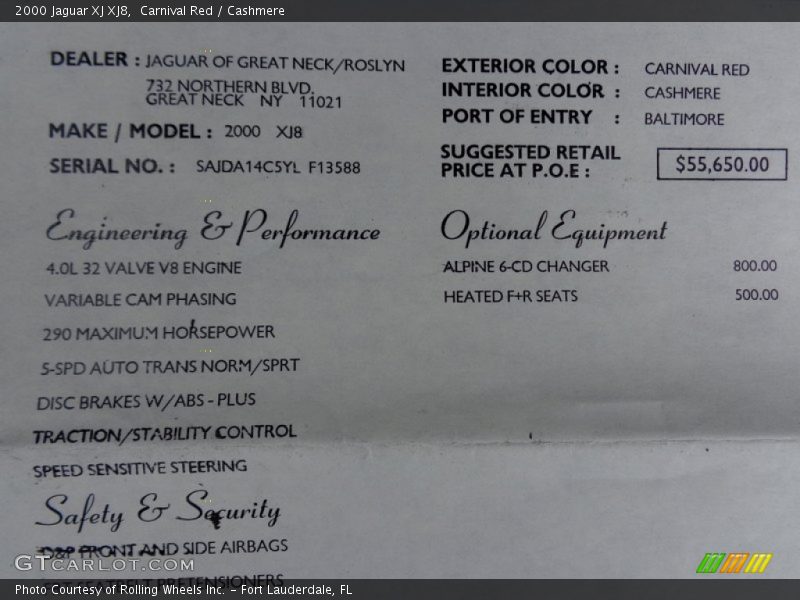 2000 Jaguar XJ XJ8,  Carnival Red / Cashmere
DEALER : JAGUAR OF GREAT NECK/ROSLYN
732 NORTHERN BLVD.
GREAT NECK NY 11021
MAKE / MODEL : 2000 XJ8
SERIAL NO. : SAJDA14C5YL F13588
EXTERIOR COLOR : CARNIVAL RED
INTERIOR COLOR : CASHMERE
PORT OF ENTRY : BALTIMORE
SUGGESTED RETAIL
PRICE AT P.O.E : $55,650.00
Engineering & Performance
4.0L 32 VALVE V8 ENGINE
VARIABLE CAM PHASING
290 MAXIMUM HORSEPOWER
5-SPD AUTO TRANS NORM/SPRT
DISC BRAKES W/ABS - PLUS
TRACTION/STABILITY CONTROL
SPEED SENSITIVE STEERING
Safety & Security
D&P FRONT AND SIDE AIRBAGS
SEATBELT PRETENSIONERS
Optional Equipment
ALPINE 6-CD CHANGER 800.00
HEATED F+R SEATS 500.00
GTCARLOT.COM
Photo Courtesy of Rolling Wheels Inc. – Fort Lauderdale, FL